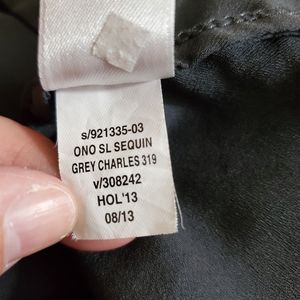 s/921335-03
ONO SL SEQUIN
GREY CHARLES 319
v/308242
HOL'13
08/13